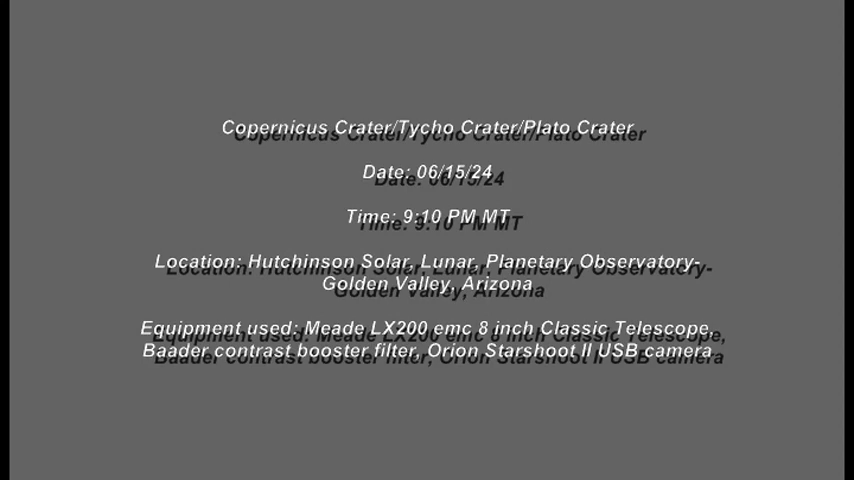 Copernicus Crater/Tycho Crater/Plato Crater
Date: 06/15/24
Time: 9:10 PM MT
Location: Hutchinson Solar, Lunar, Planetary Observatory-
Golden Valley, Arizona
Equipment used: Meade LX200 emc 8 inch Classic Telescope,
Baader contrast booster filter, Orion Starshoot II USB camera